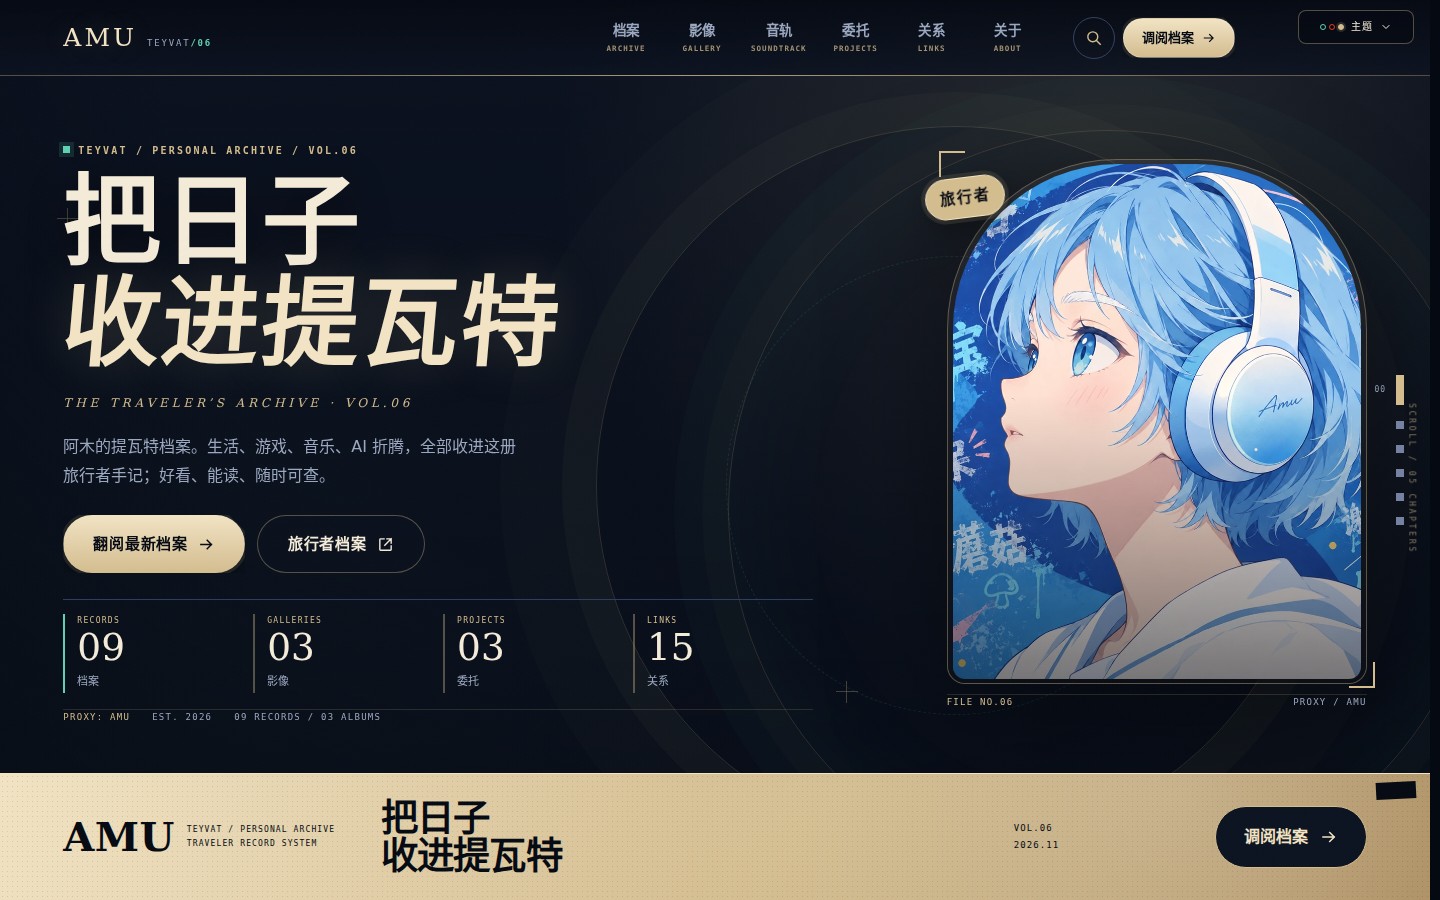 AMU TEYVAT/06
档案 影像 音轨 委托 关系 关于
ARCHIVE GALLERY SOUNDTRACK PROJECTS LINKS ABOUT
调阅档案
主题
TEYVAT / PERSONAL ARCHIVE / VOL.06
把日子
收进提瓦特
THE TRAVELER'S ARCHIVE · VOL.06
阿木的提瓦特档案。生活、游戏、音乐、AI 折腾，全部收进这册
旅行者手记；好看、能读、随时可查。
翻阅最新档案
旅行者档案
RECORDS
09
档案
GALLERIES
03
影像
PROJECTS
03
委托
LINKS
15
关系
PROXY: AMU EST. 2026 09 RECORDS / 03 ALBUMS
旅行者
Amu
蘑菇
FILE NO.06
PROXY / AMU
00
SCROLL / 05 CHAPTERS
AMU
TEYVAT / PERSONAL ARCHIVE
TRAVELER RECORD SYSTEM
把日子
收进提瓦特
VOL.06
2026.11
调阅档案